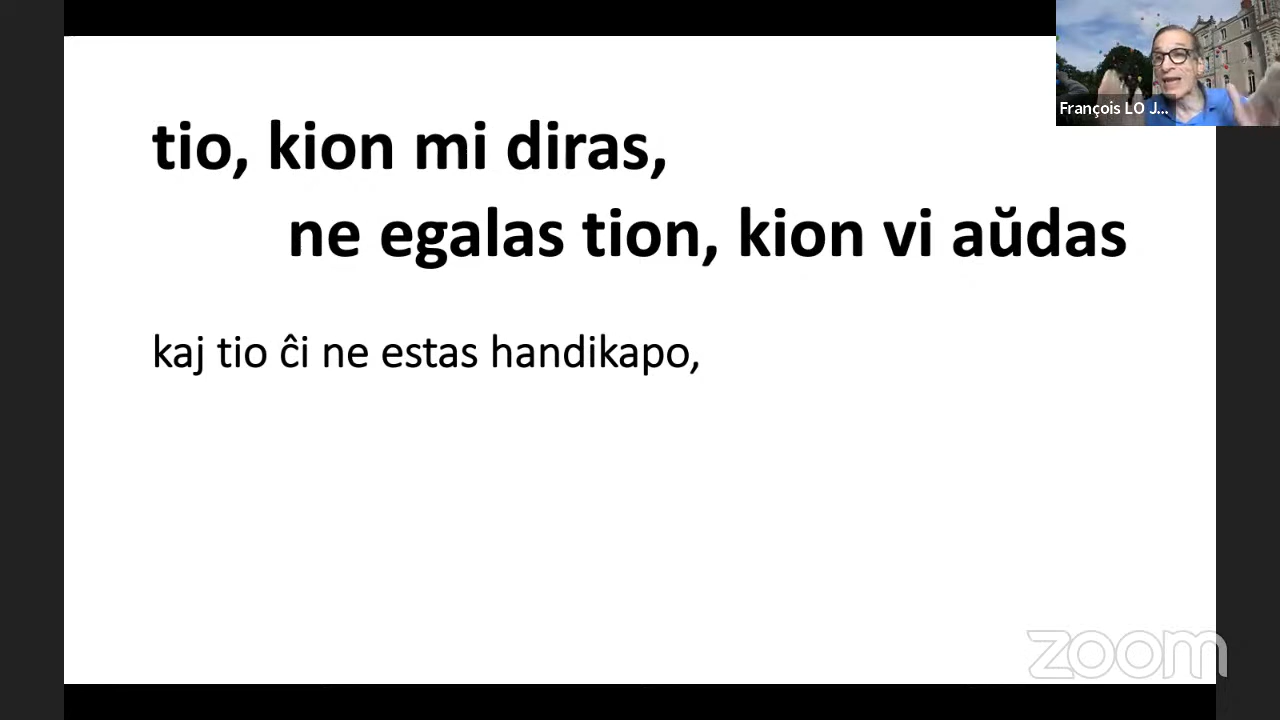 François LO J...
tio, kion mi diras,
ne egalas tion, kion vi aŭdas
kaj tio ĉi ne estas handikapo,
zoom